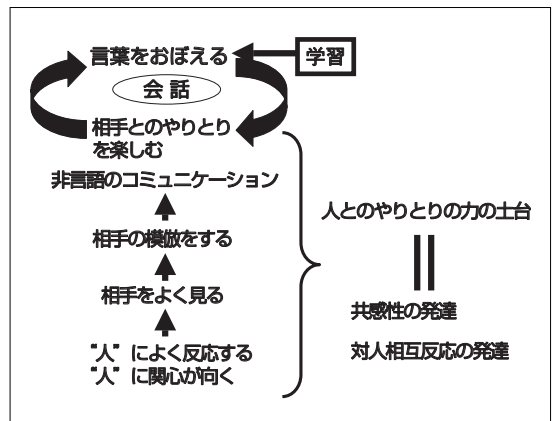 言葉をおぼえる
学習
会話
相手とのやりとり
を楽しむ
非言語のコミュニケーション
相手の模倣をする
相手をよく見る
“人”によく反応する
“人”に関心が向く
人とのやりとりの力の土台
共感性の発達
対人相互反応の発達